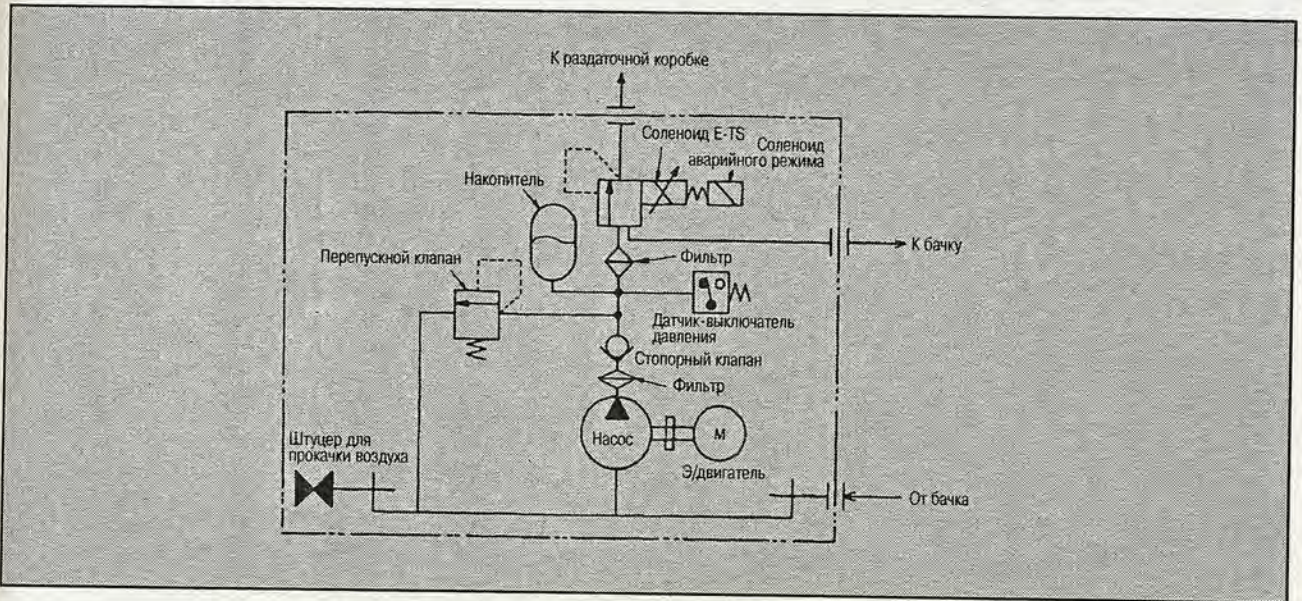 К раздаточной коробке
Соленоид E-TS
Соленоид
аварийного режима
Накопитель
К бачку
Фильтр
Перепускной клапан
Датчик-выключатель
давления
Стопорный клапан
Фильтр
Насос
М
Штуцер для
прокачки воздуха
Э/двигатель
От бачка